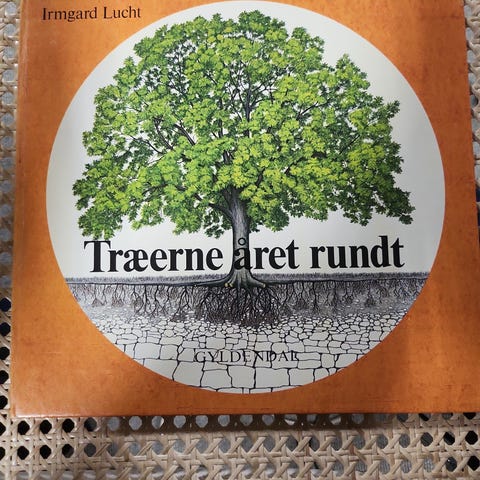 Irmgard Lucht
Træerne året rundt
GYLDENDAL